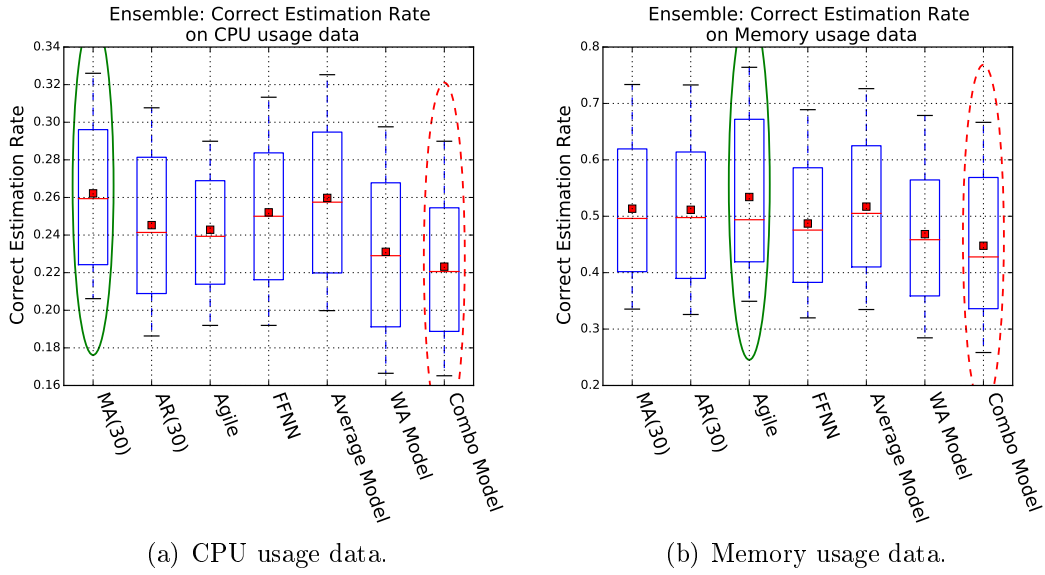 Ensemble: Correct Estimation Rate
on CPU usage data
Correct Estimation Rate
0.34
0.32
0.30
0.28
0.26
0.24
0.22
0.20
0.18
0.16
MA(30)
AR(30)
Agile
FFNN
Average Model
WA Model
Combo Model
(a) CPU usage data.
Ensemble: Correct Estimation Rate
on Memory usage data
Correct Estimation Rate
0.8
0.7
0.6
0.5
0.4
0.3
0.2
MA(30)
AR(30)
Agile
FFNN
Average Model
WA Model
Combo Model
(b) Memory usage data.